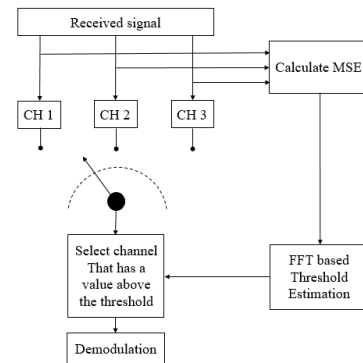 Received signal
Calculate MSE
CH 1
CH 2
CH 3
Select channel
That has a
value above
the threshold
FFT based
Threshold
Estimation
Demodulation